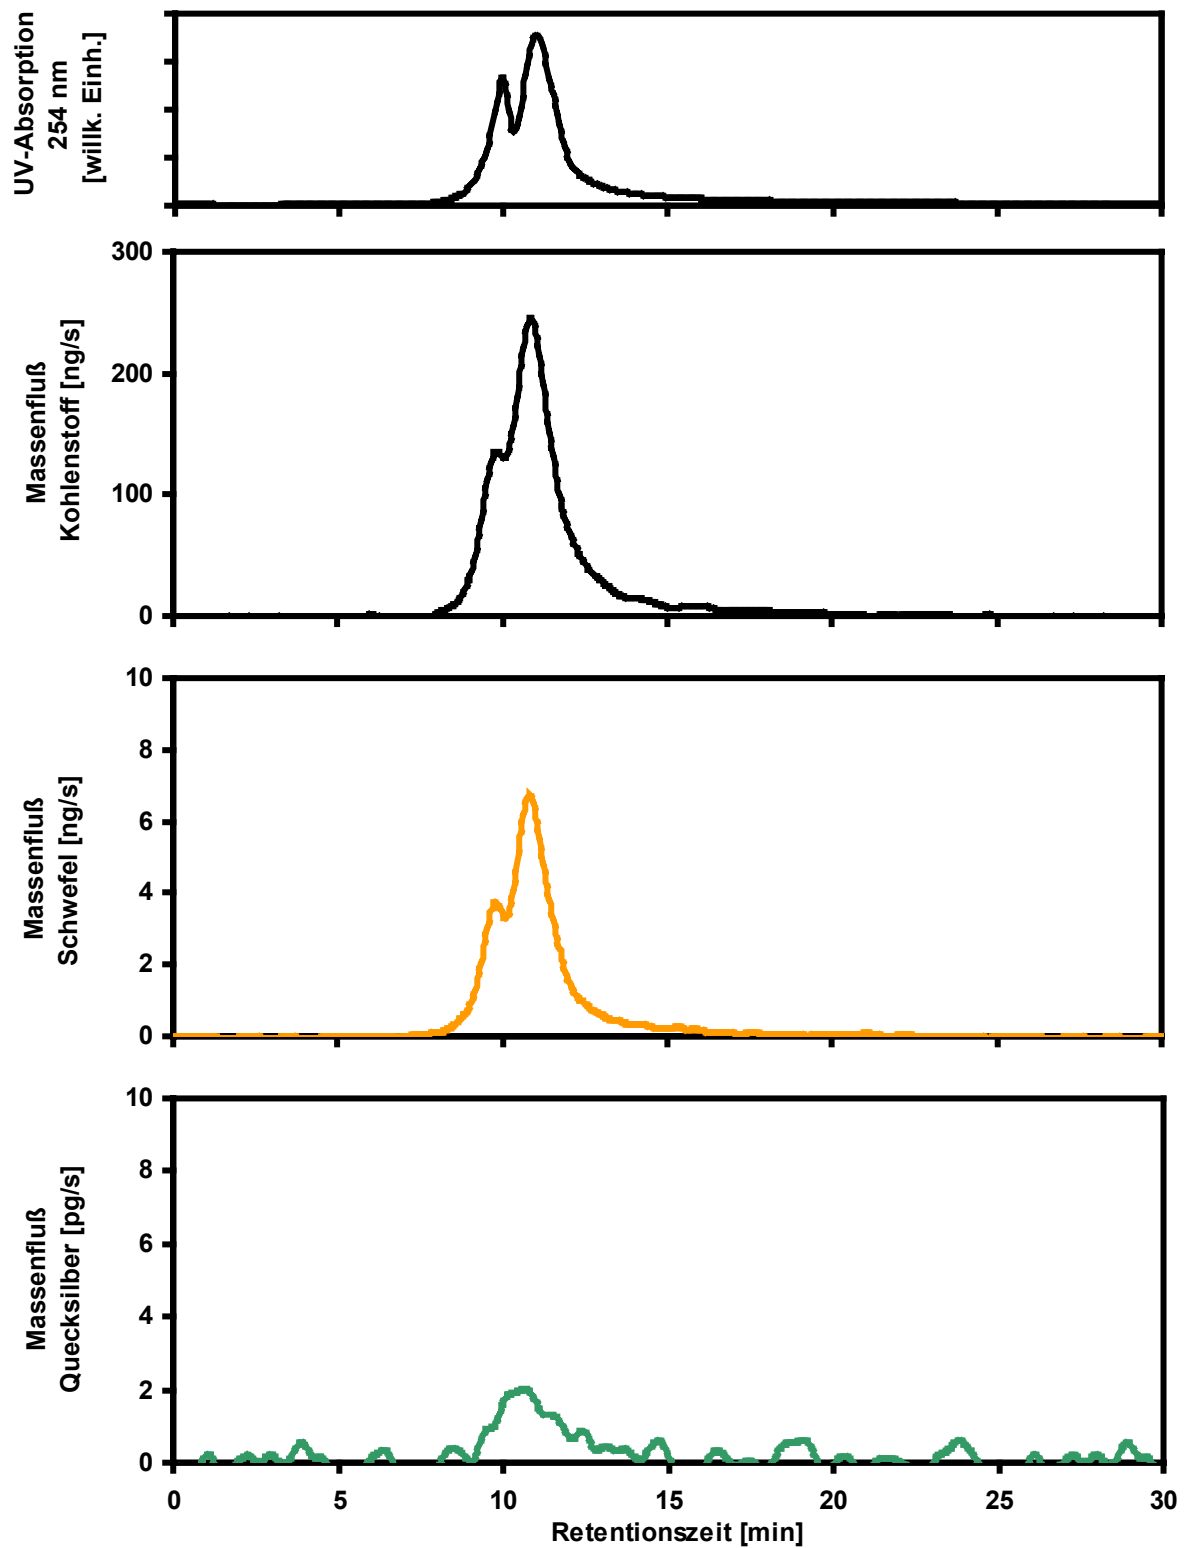 UV-Absorption
254 nm
[willk. Einh.]
Massenfluß
Kohlenstoff [ng/s]
300
200
100
0
Massenfluß
Schwefel [ng/s]
10
8
6
4
2
0
Massenfluß
Quecksilber [pg/s]
10
8
6
4
2
0
0 5 10 15 20 25 30
Retentionszeit [min]